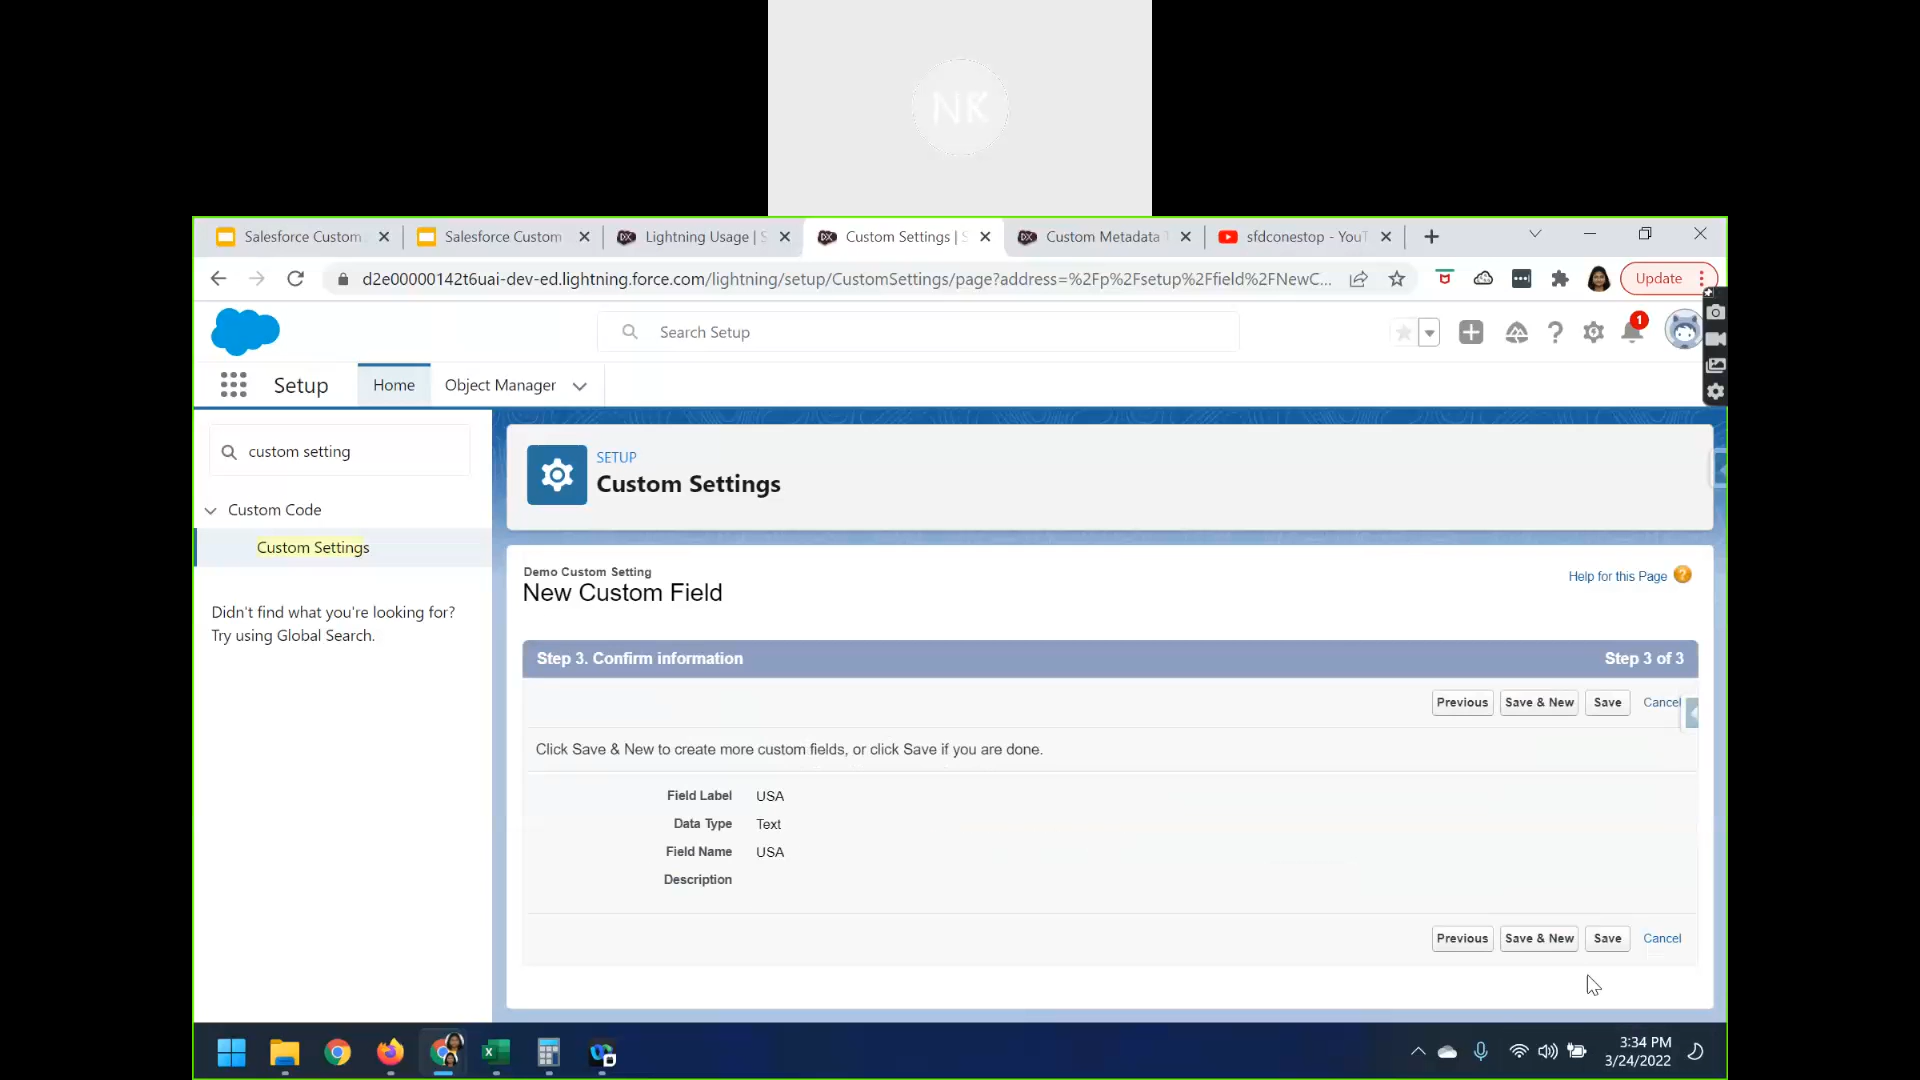 NK
Salesforce Custom
Salesforce Custom
Lightning Usage | S
Custom Settings | S
Custom Metadata T
sfdconestop - YouT
d2e00000142t6uai-dev-ed.lightning.force.com/lightning/setup/CustomSettings/page?address=%2Fp%2Fsetup%2Ffield%2FNewC...
Update
Search Setup
1
Setup
Home
Object Manager
custom setting
Custom Code
Custom Settings
Didn't find what you're looking for?
Try using Global Search.
SETUP
Custom Settings
Demo Custom Setting
New Custom Field
Help for this Page ?
Step 3. Confirm information
Step 3 of 3
Previous
Save & New
Save
Cancel
Click Save & New to create more custom fields, or click Save if you are done.
Field Label USA
Data Type Text
Field Name USA
Description
Previous
Save & New
Save
Cancel
3:34 PM
3/24/2022